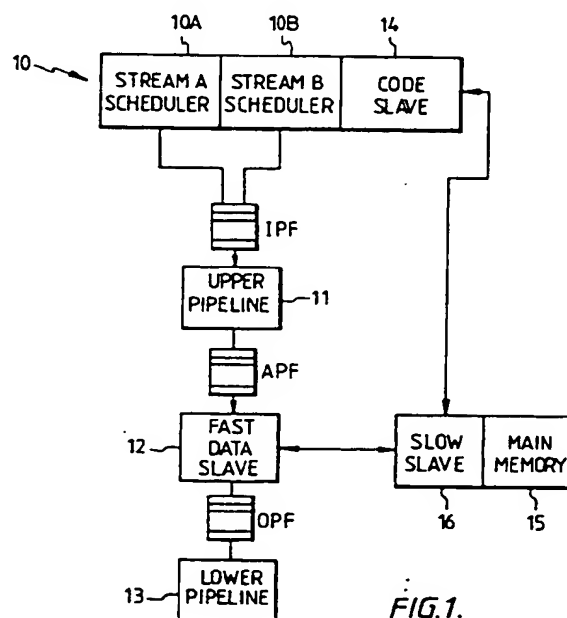 10A 10B 14
10
STREAM A STREAM B CODE
SCHEDULER SCHEDULER SLAVE
IPF
UPPER
PIPELINE
11
APF
12
FAST
DATA
SLAVE
SLOW MAIN
SLAVE MEMORY
16 15
OPF
13
LOWER
PIPELINE
FIG.1.